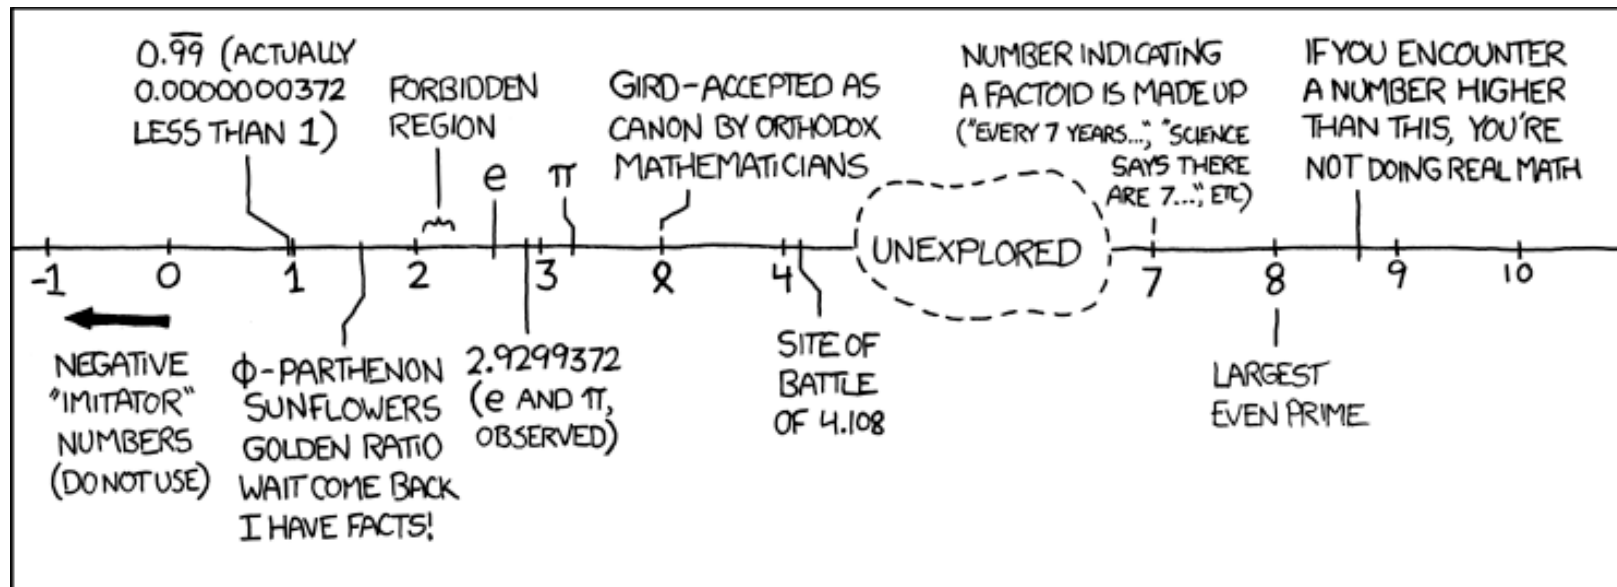 0.9̅9̅ (ACTUALLY
0.0000000372
LESS THAN 1)
FORBIDDEN
REGION
e
π
GIRD-ACCEPTED AS
CANON BY ORTHODOX
MATHEMATICIANS
NUMBER INDICATING
A FACTOID IS MADE UP
("EVERY 7 YEARS...", "SCIENCE
SAYS THERE
ARE 7...", ETC)
IF YOU ENCOUNTER
A NUMBER HIGHER
THAN THIS, YOU'RE
NOT DOING REAL MATH
UNEXPLORED
-1 0 1 2 3 4 7 8 9 10
NEGATIVE
"IMITATOR"
NUMBERS
(DO NOT USE)
ϕ-PARTHENON
SUNFLOWERS
GOLDEN RATIO
WAIT COME BACK
I HAVE FACTS!
2.9299372
(e AND π,
OBSERVED)
SITE OF
BATTLE
OF 4.108
LARGEST
EVEN PRIME